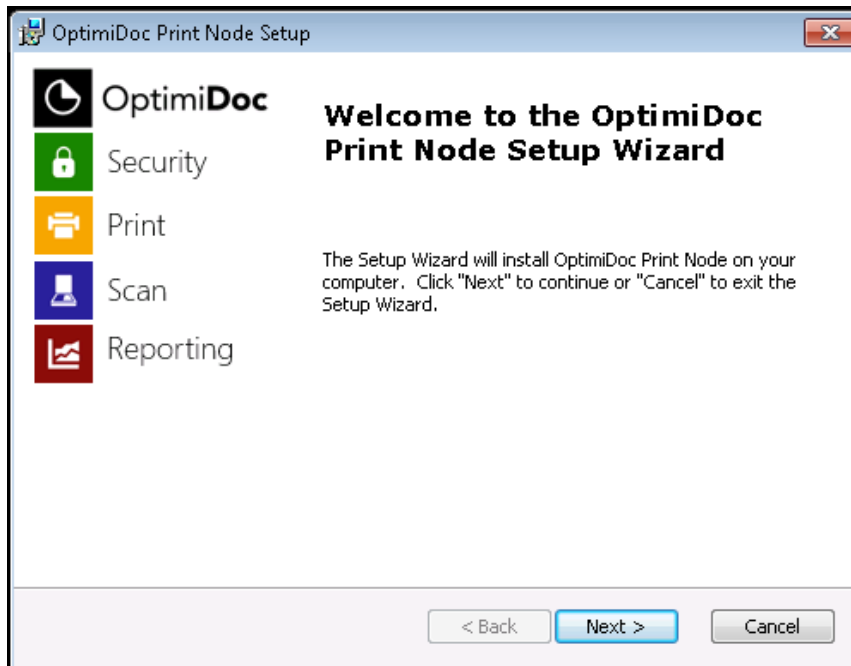 OptimiDoc Print Node Setup
OptimiDoc
Security
Print
Scan
Reporting
Welcome to the OptimiDoc
Print Node Setup Wizard
The Setup Wizard will install OptimiDoc Print Node on your
computer. Click "Next" to continue or "Cancel" to exit the
Setup Wizard.
< Back
Next >
Cancel